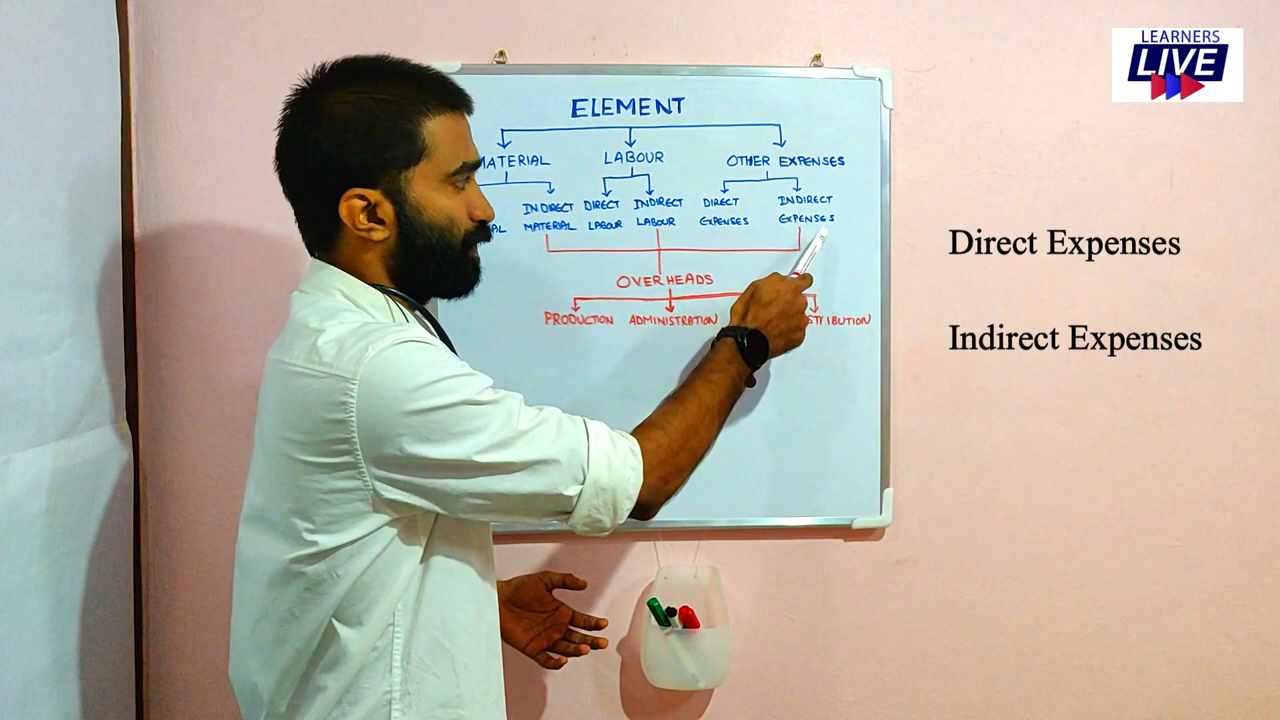 LEARNERS
LIVE
ELEMENT
MATERIAL LABOUR OTHER EXPENSES
INDIRECT MATERIAL
DIRECT LABOUR
INDIRECT LABOUR
DIRECT EXPENSES
INDIRECT EXPENSES
OVERHEADS
PRODUCTION ADMINISTRATION
Direct Expenses
Indirect Expenses